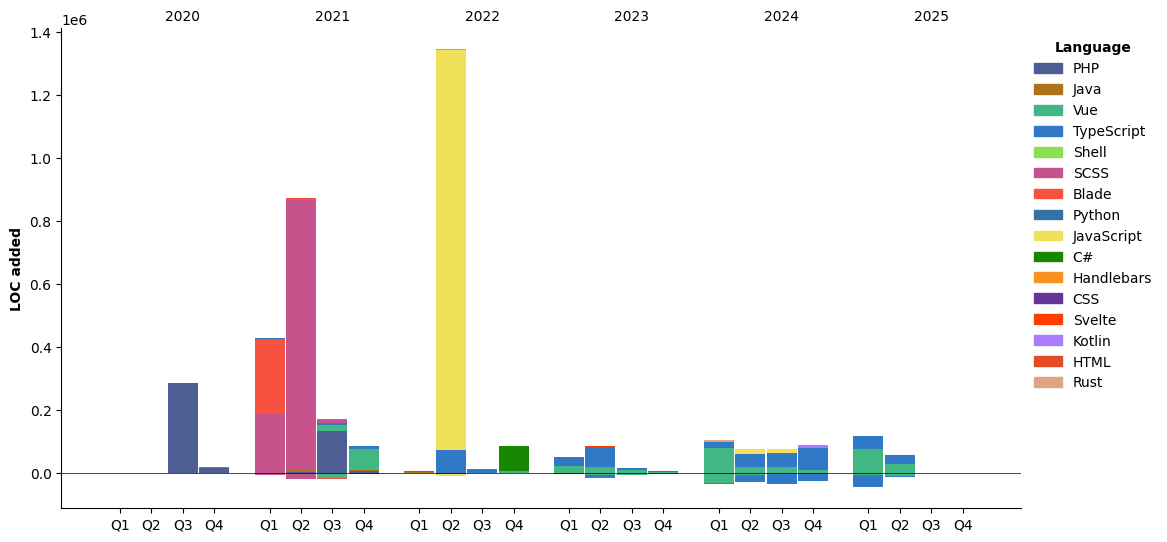 2020 2021 2022 2023 2024 2025
1e6
1.4
1.2
1.0
0.8
0.6
0.4
0.2
0.0
LOC added
Q1 Q2 Q3 Q4 Q1 Q2 Q3 Q4 Q1 Q2 Q3 Q4 Q1 Q2 Q3 Q4 Q1 Q2 Q3 Q4 Q1 Q2 Q3 Q4
Language
PHP
Java
Vue
TypeScript
Shell
SCSS
Blade
Python
JavaScript
C#
Handlebars
CSS
Svelte
Kotlin
HTML
Rust